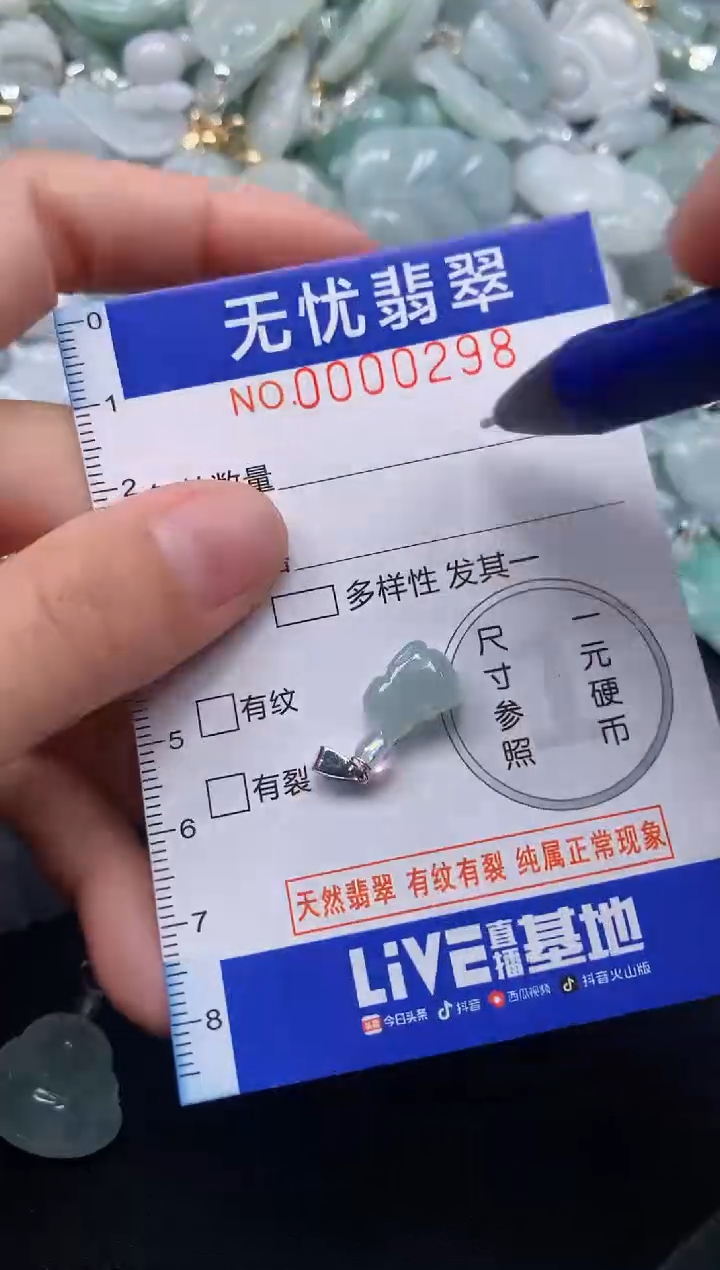 无忧翡翠
NO.0000298
数量
多样性 发其一
有纹
有裂
一元硬币
尺寸参照
天然翡翠 有纹有裂 纯属正常现象
LiVE直播基地
头条 今日头条 抖音 西瓜视频 抖音火山版
0
1
2
5
6
7
8